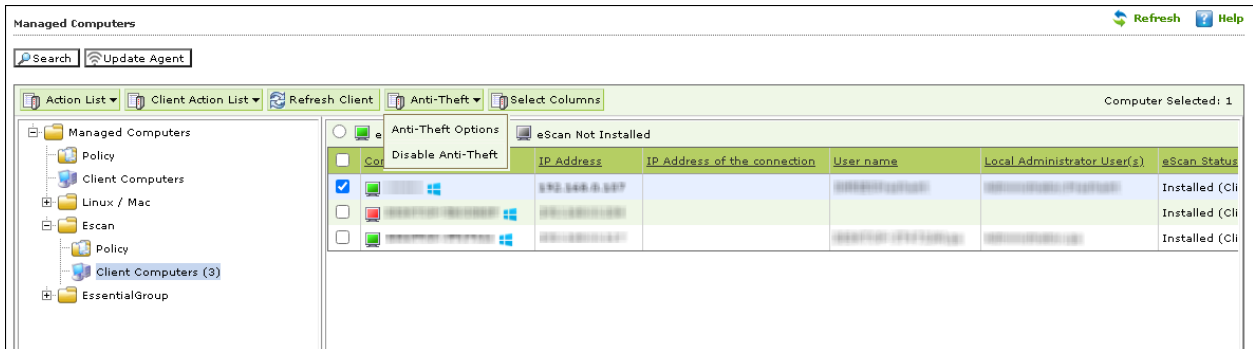 Managed Computers
Refresh Help
Search Update Agent
Action List Client Action List Refresh Client Anti-Theft Select Columns Computer Selected: 1
Managed Computers
Policy
Client Computers
Linux / Mac
Escan
Policy
Client Computers (3)
EssentialGroup
Anti-Theft Options
Disable Anti-Theft
e eScan Not Installed
Co IP Address IP Address of the connection User name Local Administrator User(s) eScan Status
Installed (Cli
Installed (Cli
Installed (Cli